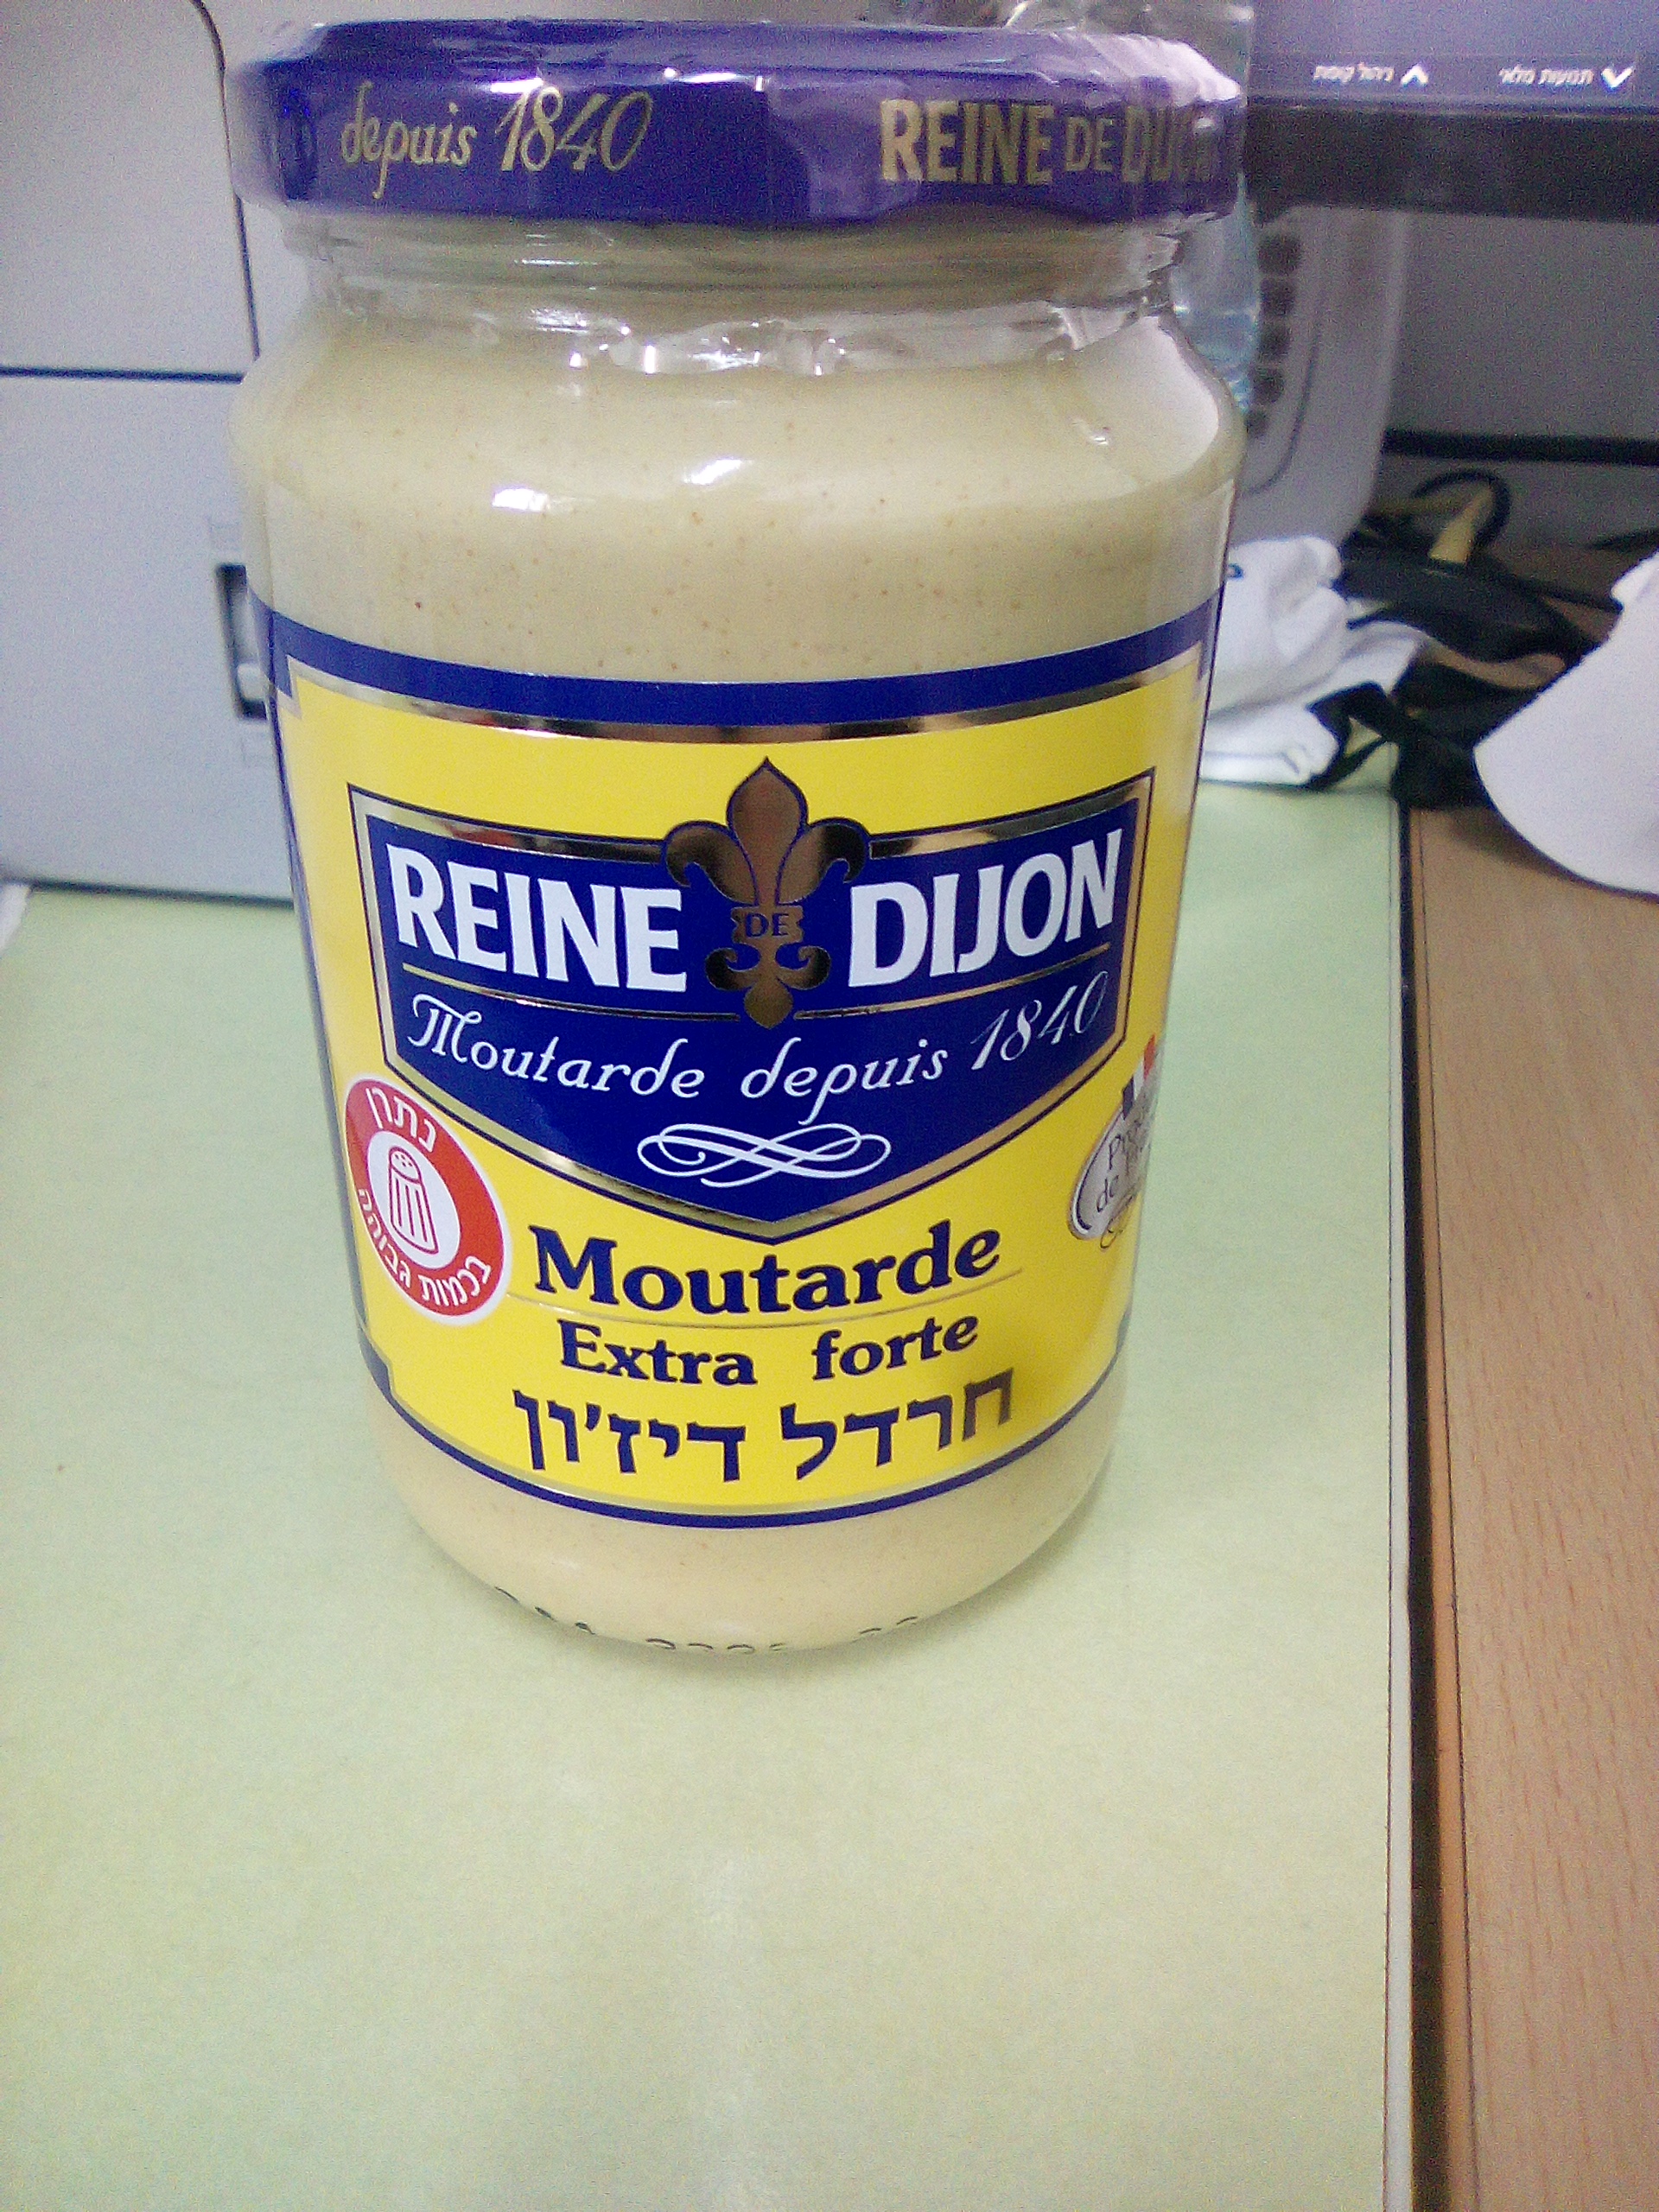 depuis 1840 REINE DE DIJON
REINE DE DIJON
Moutarde depuis 1840
נתרן
בכמות גבוהה
Moutarde
Extra forte
חרדל דיז'ון